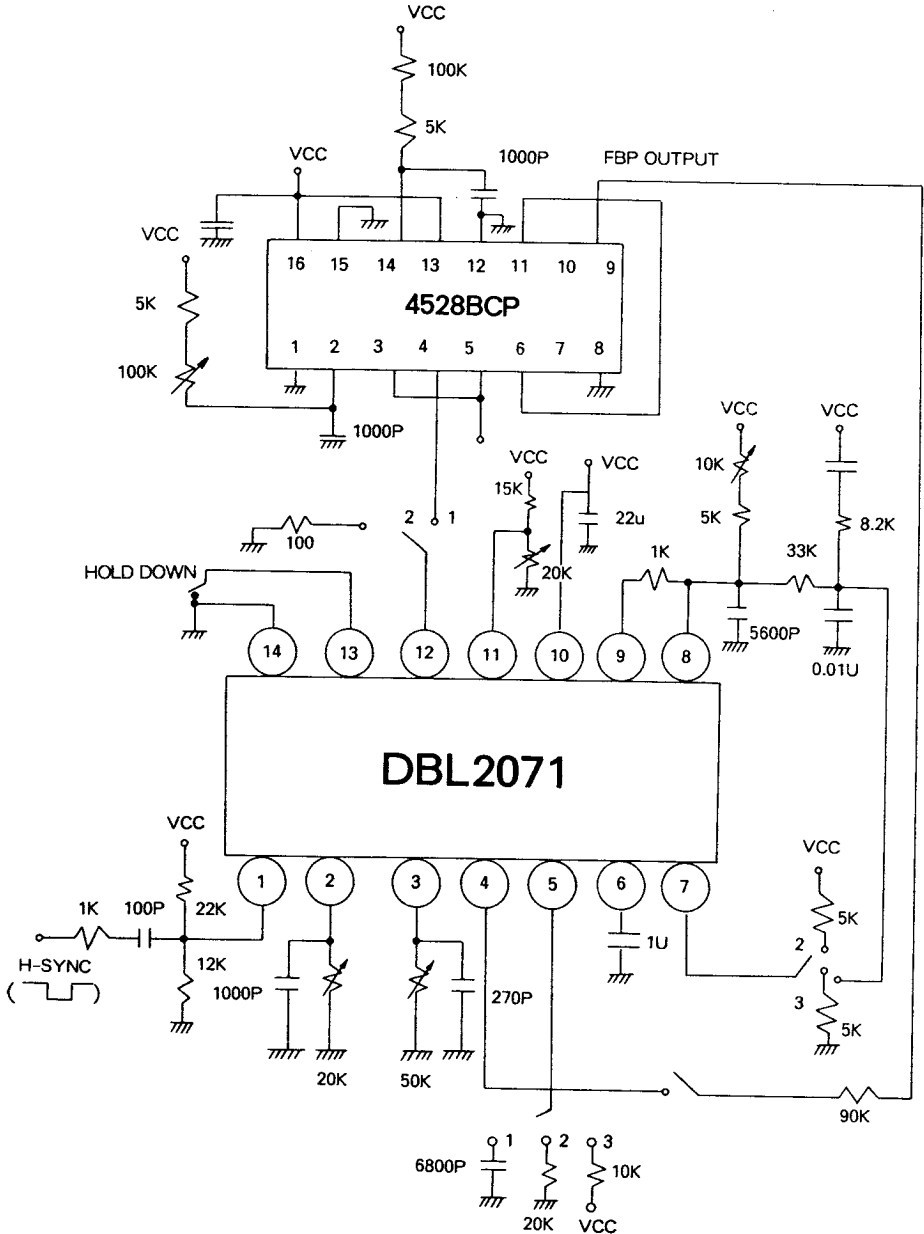 VCC
100K
5K
1000P
FBP OUTPUT
VCC
VCC
16 15 14 13 12 11 10 9
4528BCP
1 2 3 4 5 6 7 8
5K
100K
1000P
VCC
VCC
10K
5K
8.2K
VCC
15K
VCC
22u
20K
2 1
100
1K
33K
5600P
0.01U
HOLD DOWN
14 13 12 11 10 9 8
DBL2071
1 2 3 4 5 6 7
VCC
22K
1K
100P
12K
H-SYNC
( )
1000P
20K
50K
270P
1U
VCC
5K
2
3
5K
90K
1 2 3
6800P
20K
10K
VCC